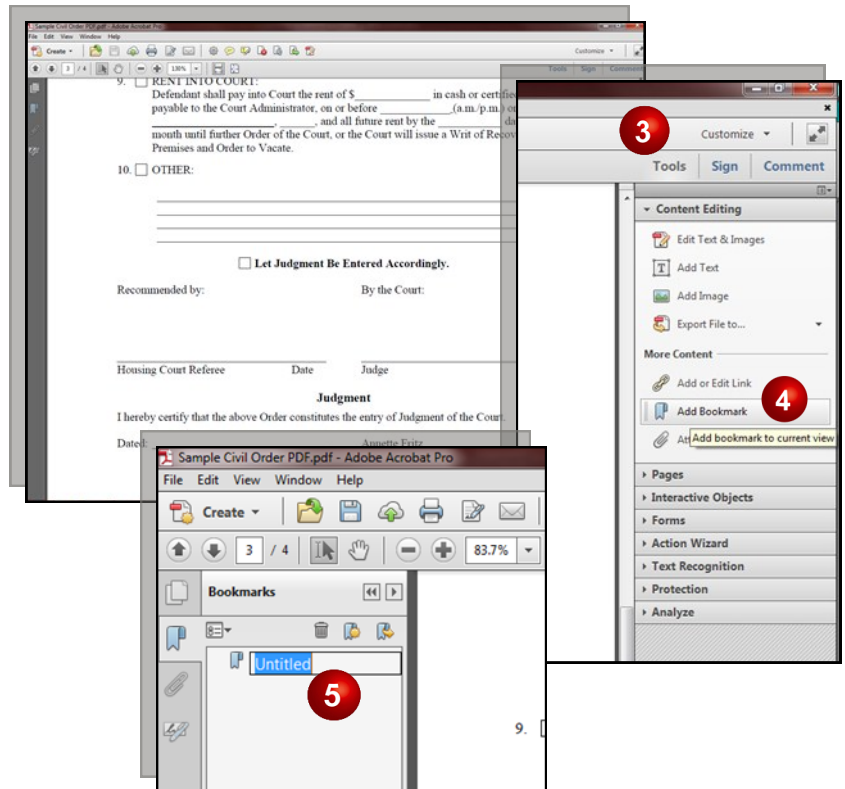 Sample Civil Order PDF.pdf - Adobe Acrobat Pro
File Edit View Window Help
Create Customize
3 / 4 130% Tools Sign Comment
9. RENT INTO COURT:
Defendant shall pay into Court the rent of $ in cash or certified
payable to the Court Administrator, on or before (a.m./p.m.) or
, and all future rent by the da
month until further Order of the Court, or the Court will issue a Writ of Recov
Premises and Order to Vacate.
10. OTHER:
Let Judgment Be Entered Accordingly.
Recommended by: By the Court:
Housing Court Referee Date Judge
Judgment
I hereby certify that the above Order constitutes the entry of Judgment of the Court.
Dated: Annette Fritz
3
Customize
Tools Sign Comment
Content Editing
Edit Text & Images
T Add Text
Add Image
Export File to...
More Content
Add or Edit Link
Add Bookmark 4
At Add bookmark to current view
Pages
Interactive Objects
Forms
Action Wizard
Text Recognition
Protection
Analyze
Sample Civil Order PDF.pdf - Adobe Acrobat Pro
File Edit View Window Help
Create
3 / 4 83.7%
Bookmarks
Untitled
5
9.